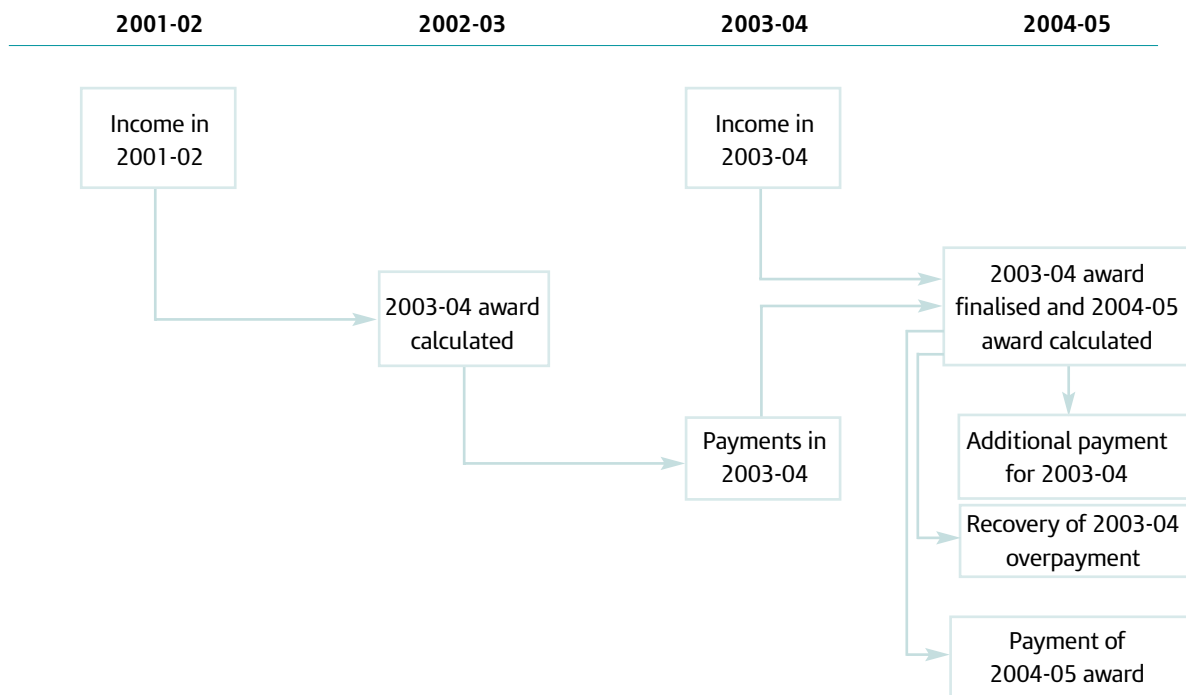 2001-02 2002-03 2003-04 2004-05
Income in
2001-02
Income in
2003-04
2003-04 award
calculated
2003-04 award
finalised and 2004-05
award calculated
Payments in
2003-04
Additional payment
for 2003-04
Recovery of 2003-04
overpayment
Payment of
2004-05 award